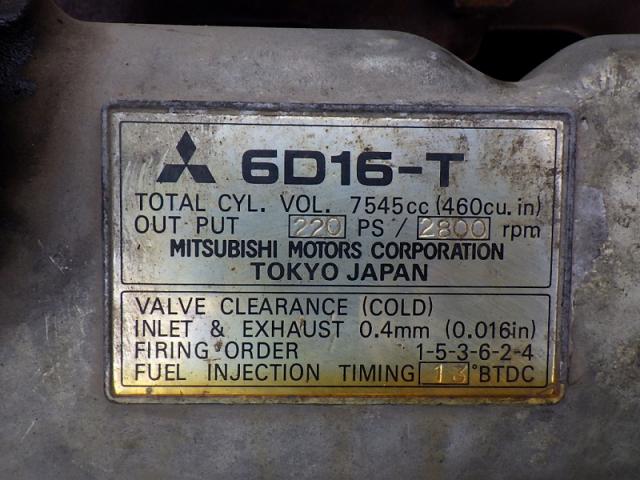 6D16-T
TOTAL CYL. VOL. 7545cc (460cu.in)
OUT PUT 220 PS / 2800 rpm
MITSUBISHI MOTORS CORPORATION
TOKYO JAPAN
VALVE CLEARANCE (COLD)
INLET & EXHAUST 0.4mm (0.016in)
FIRING ORDER 1-5-3-6-2-4
FUEL INJECTION TIMING 13 °BTDC